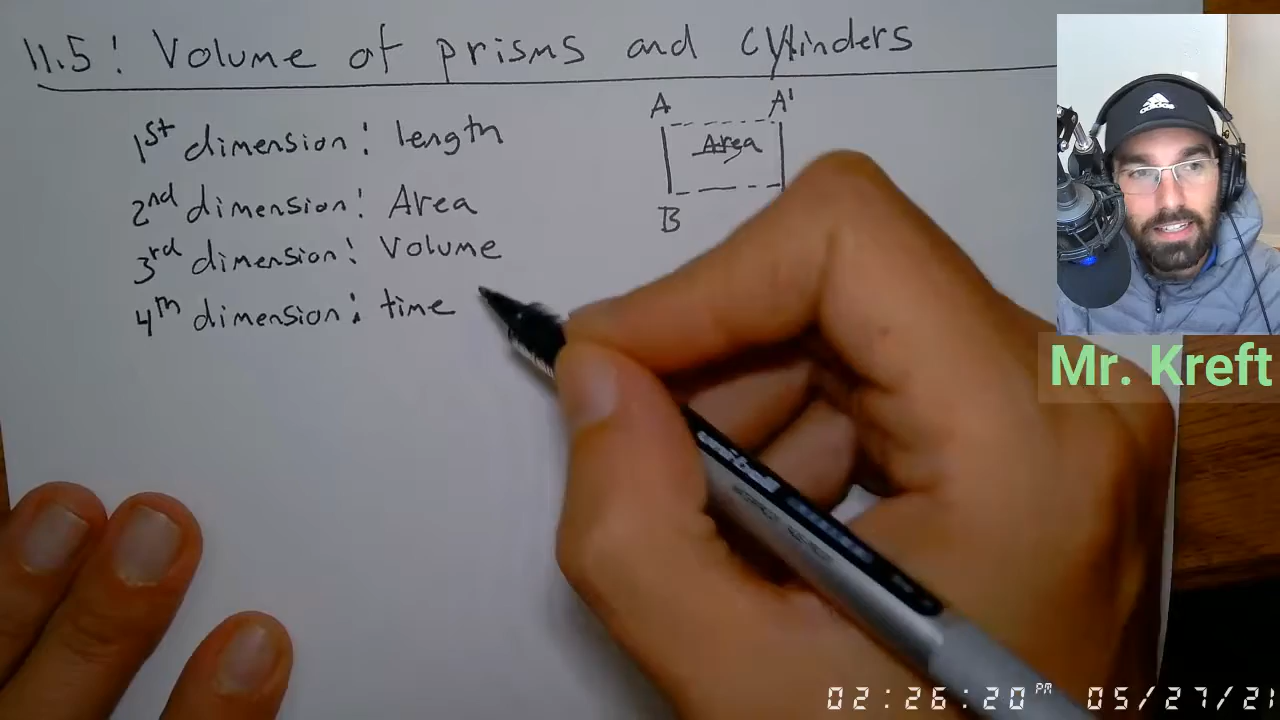 11.5: Volume of prisms and cylinders
1st dimension: length
2nd dimension: Area
3rd dimension: Volume
4th dimension: time
A A'
Area
B
adidas
Mr. Kreft
02:26:20 PM 05/27/21